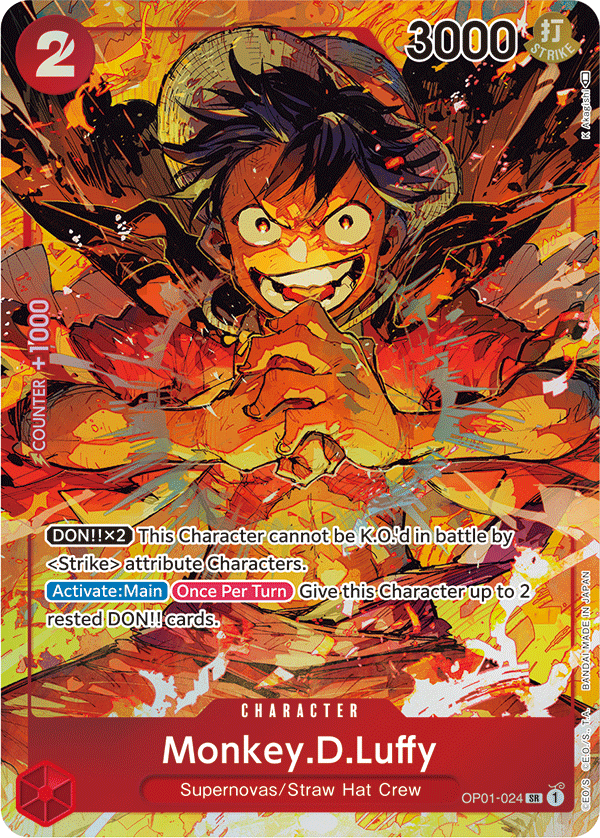 2
3000
打
STRIKE
K Akagishi
COUNTER +1000
DON!!×2 This Character cannot be K.O.'d in battle by
<Strike> attribute Characters.
Activate:Main Once Per Turn Give this Character up to 2
rested DON!! cards.
BANDAI MADE IN JAPAN
CHARACTER
Monkey.D.Luffy
Supernovas/Straw Hat Crew
OP01-024 SR 1